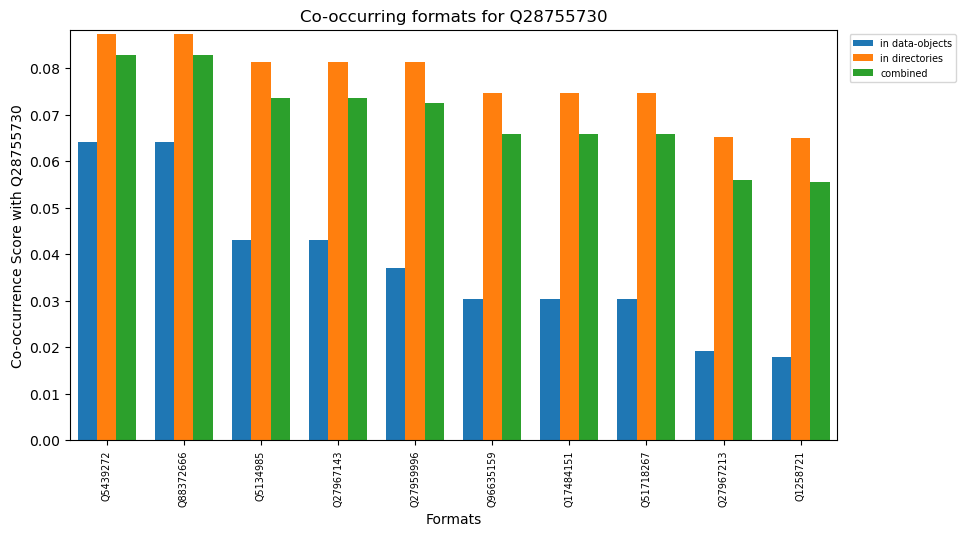 Co-occurring formats for Q28755730
in data-objects
in directories
combined
Co-occurrence Score with Q28755730
0.08
0.07
0.06
0.05
0.04
0.03
0.02
0.01
0.00
Q5439272
Q88372666
Q5134985
Q27967143
Q27959996
Q96635159
Q17484151
Q51718267
Q27967213
Q1258721
Formats